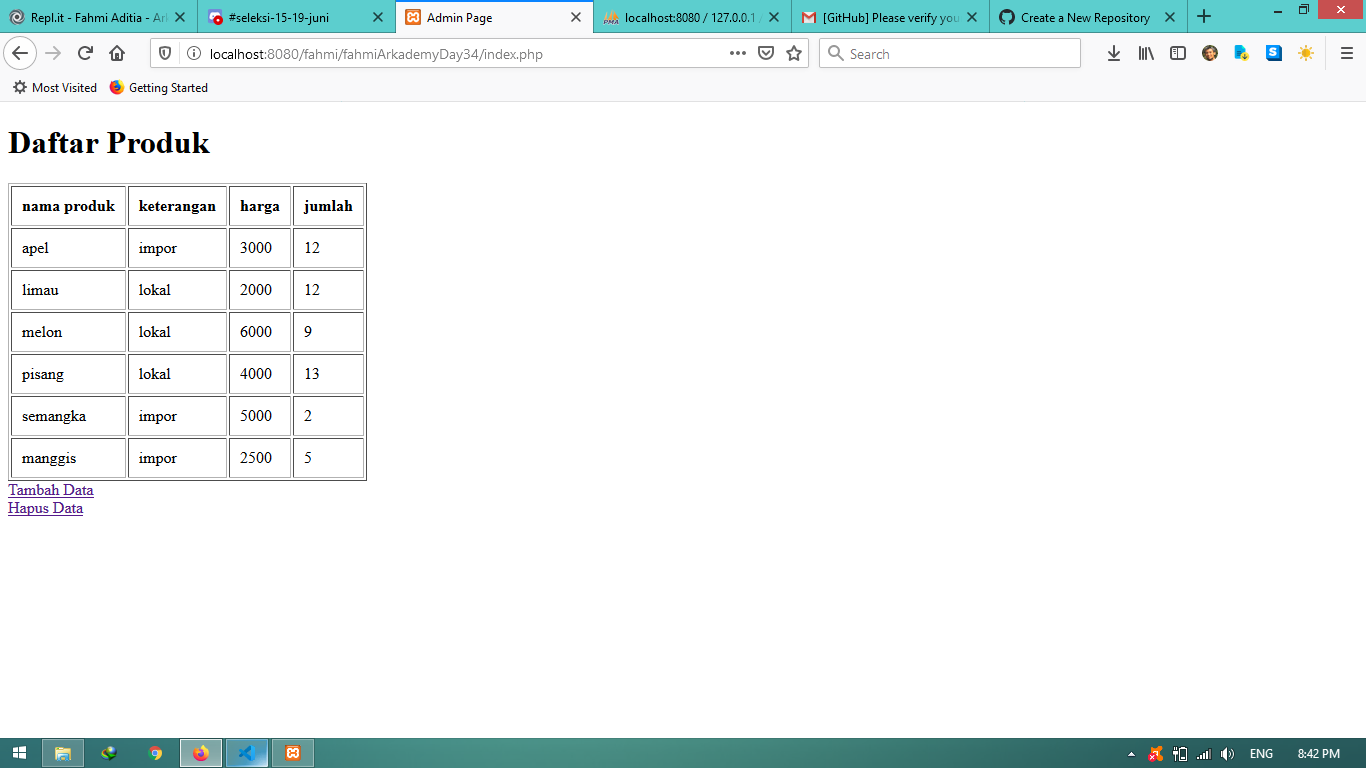 Repl.it - Fahmi Aditia - Ar
#seleksi-15-19-juni
Admin Page
localhost:8080 / 127.0.0.1
[GitHub] Please verify you
Create a New Repository
localhost:8080/fahmi/fahmiArkademyDay34/index.php
Search
Most Visited
Getting Started
Daftar Produk
nama produk keterangan harga jumlah
apel impor 3000 12
limau lokal 2000 12
melon lokal 6000 9
pisang lokal 4000 13
semangka impor 5000 2
manggis impor 2500 5
Tambah Data
Hapus Data
ENG
8:42 PM